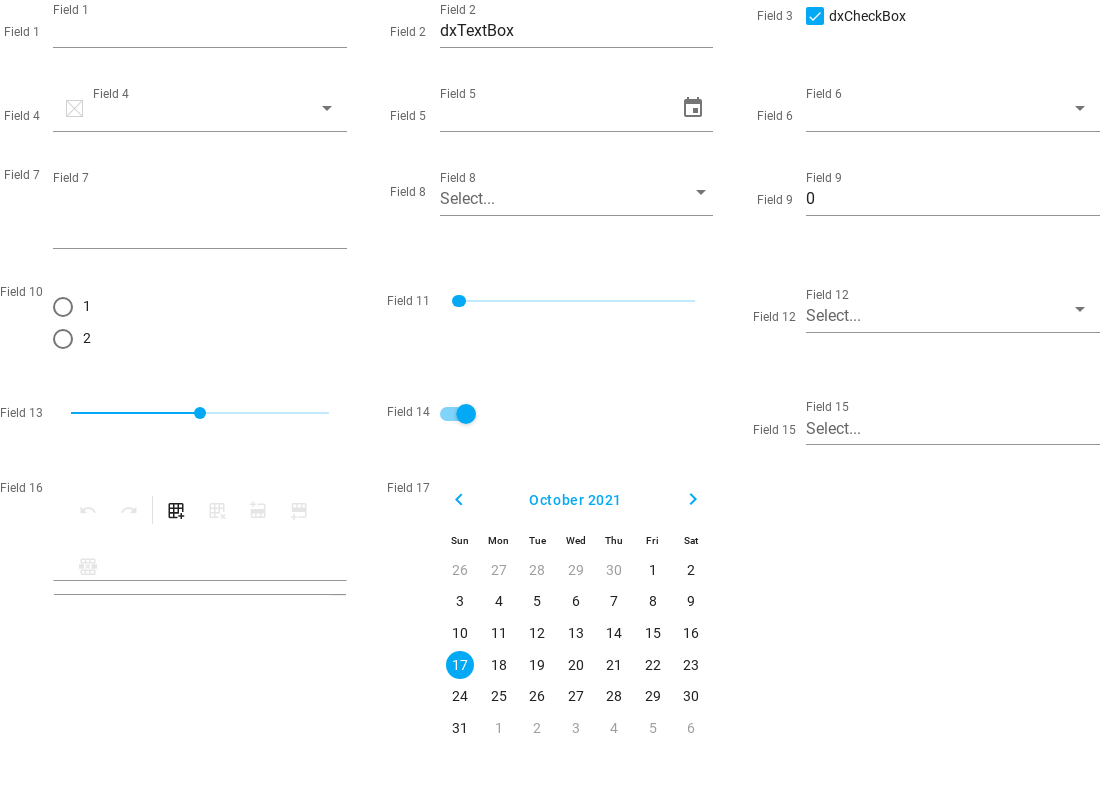 Field 1 Field 1
Field 2 Field 2 dxTextBox
Field 3 dxCheckBox
Field 4 Field 4
Field 5 Field 5
Field 6 Field 6
Field 7 Field 7
Field 8 Field 8 Select...
Field 9 Field 9 0
Field 10 1
2
Field 11
Field 12 Field 12 Select...
Field 13
Field 14
Field 15 Field 15 Select...
Field 16
Field 17 October 2021
Sun Mon Tue Wed Thu Fri Sat
26 27 28 29 30 1 2
3 4 5 6 7 8 9
10 11 12 13 14 15 16
17 18 19 20 21 22 23
24 25 26 27 28 29 30
31 1 2 3 4 5 6